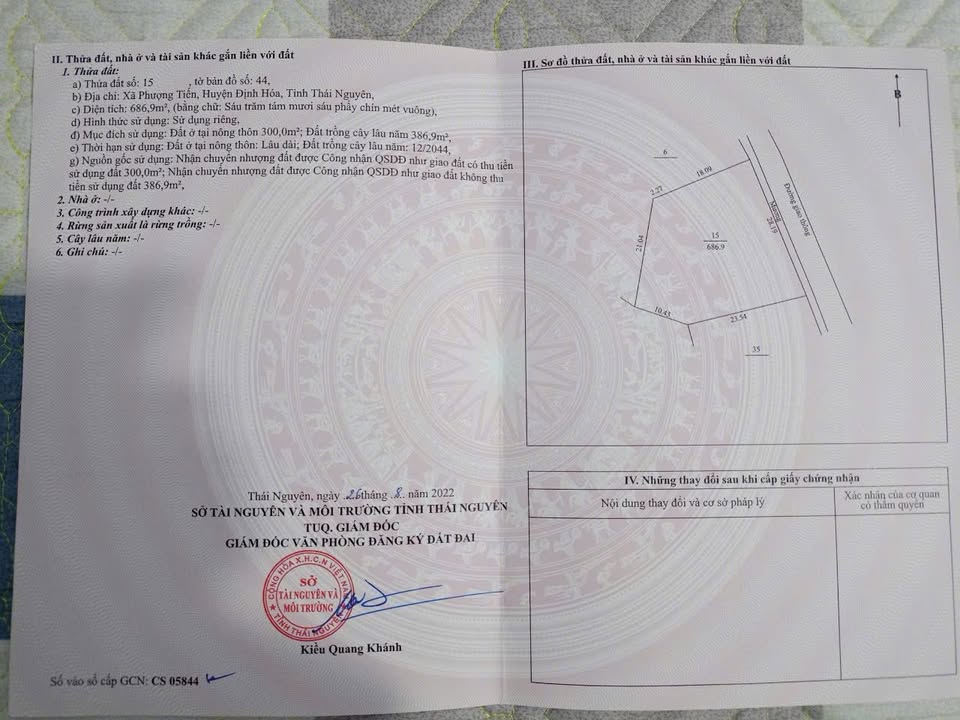 II. Thửa đất, nhà ở và tài sản khác gắn liền với đất
1. Thửa đất:
a) Thửa đất số: 15 , tờ bản đồ số: 44,
b) Địa chỉ: Xã Phượng Tiến, Huyện Định Hóa, Tỉnh Thái Nguyên,
c) Diện tích: 686,9m², (bằng chữ: Sáu trăm tám mươi sáu phẩy chín mét vuông),
d) Hình thức sử dụng: Sử dụng riêng,
đ) Mục đích sử dụng: Đất ở tại nông thôn 300,0m²; Đất trồng cây lâu năm 386,9m²,
e) Thời hạn sử dụng: Đất ở tại nông thôn: Lâu dài; Đất trồng cây lâu năm: 12/2044,
g) Nguồn gốc sử dụng: Nhận chuyển nhượng đất được Công nhận QSDĐ như giao đất có thu tiền
sử dụng đất 300,0m²; Nhận chuyển nhượng đất được Công nhận QSDĐ như giao đất không thu
tiền sử dụng đất 386,9m²,
2. Nhà ở: -/-
3. Công trình xây dựng khác: -/-
4. Rừng sản xuất là rừng trồng: -/-
5. Cây lâu năm: -/-
6. Ghi chú: -/-
Thái Nguyên, ngày 26 tháng 8 năm 2022
SỞ TÀI NGUYÊN VÀ MÔI TRƯỜNG TỈNH THÁI NGUYÊN
TUQ. GIÁM ĐỐC
GIÁM ĐỐC VĂN PHÒNG ĐĂNG KÝ ĐẤT ĐAI
CỘNG HÒA X.H.C.N VIỆT NAM
SỞ
TÀI NGUYÊN VÀ
MÔI TRƯỜNG
TỈNH THÁI NGUYÊN
Kiều Quang Khánh
Số vào sổ cấp GCN: CS 05844
III. Sơ đồ thửa đất, nhà ở và tài sản khác gắn liền với đất
B
6
18.09
2.27
Đường giao thông
Mương
28.19
15
686.9
21.04
10.43
23.54
35
IV. Những thay đổi sau khi cấp giấy chứng nhận
Nội dung thay đổi và cơ sở pháp lý
Xác nhận của cơ quan
có thẩm quyền